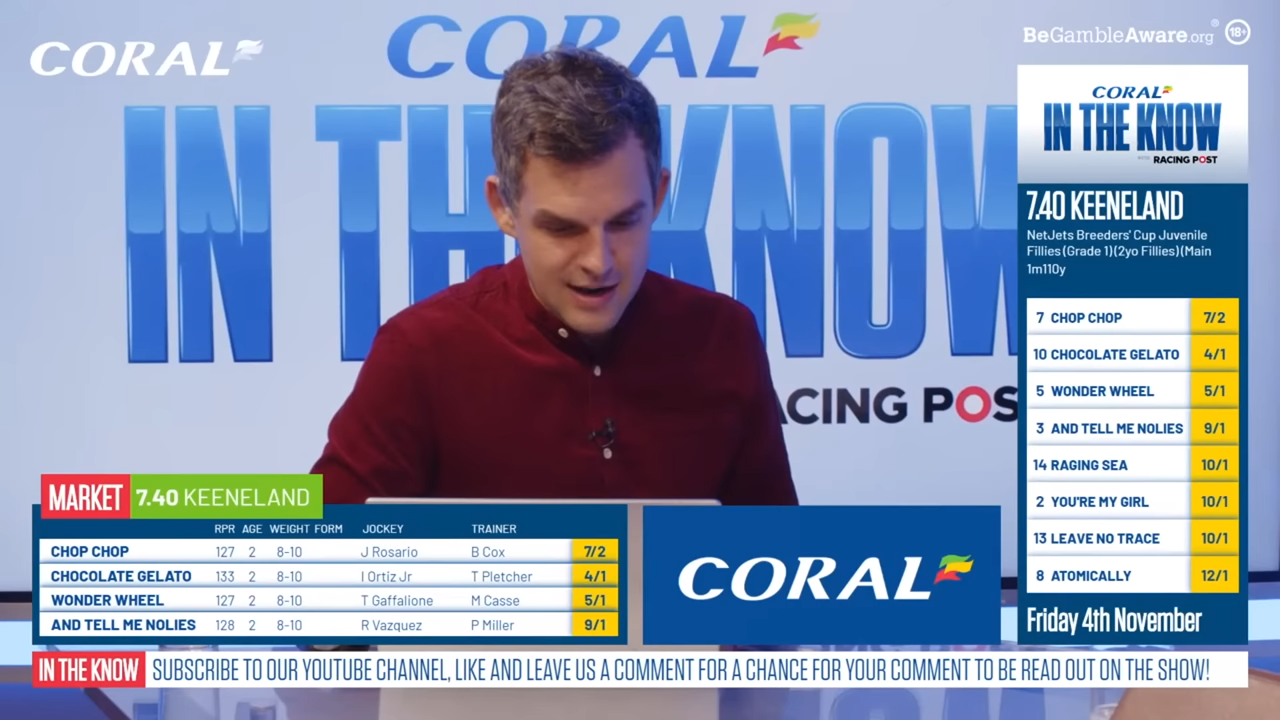 CORAL
CORAL
BeGambleAware.org® 18+
IN THE KNOW
ACING POS
CORAL
IN THE KNOW
WITH RACING POST
7.40 KEENELAND
NetJets Breeders' Cup Juvenile
Fillies (Grade 1)(2yo Fillies)(Main
1m110y
7 CHOP CHOP 7/2
10 CHOCOLATE GELATO 4/1
5 WONDER WHEEL 5/1
3 AND TELL ME NOLIES 9/1
14 RAGING SEA 10/1
2 YOU'RE MY GIRL 10/1
13 LEAVE NO TRACE 10/1
8 ATOMICALLY 12/1
Friday 4th November
MARKET 7.40 KEENELAND
RPR AGE WEIGHT FORM JOCKEY TRAINER
CHOP CHOP 127 2 8-10 J Rosario B Cox 7/2
CHOCOLATE GELATO 133 2 8-10 I Ortiz Jr T Pletcher 4/1
WONDER WHEEL 127 2 8-10 T Gaffalione M Casse 5/1
AND TELL ME NOLIES 128 2 8-10 R Vazquez P Miller 9/1
CORAL
IN THE KNOW SUBSCRIBE TO OUR YOUTUBE CHANNEL, LIKE AND LEAVE US A COMMENT FOR A CHANCE FOR YOUR COMMENT TO BE READ OUT ON THE SHOW!